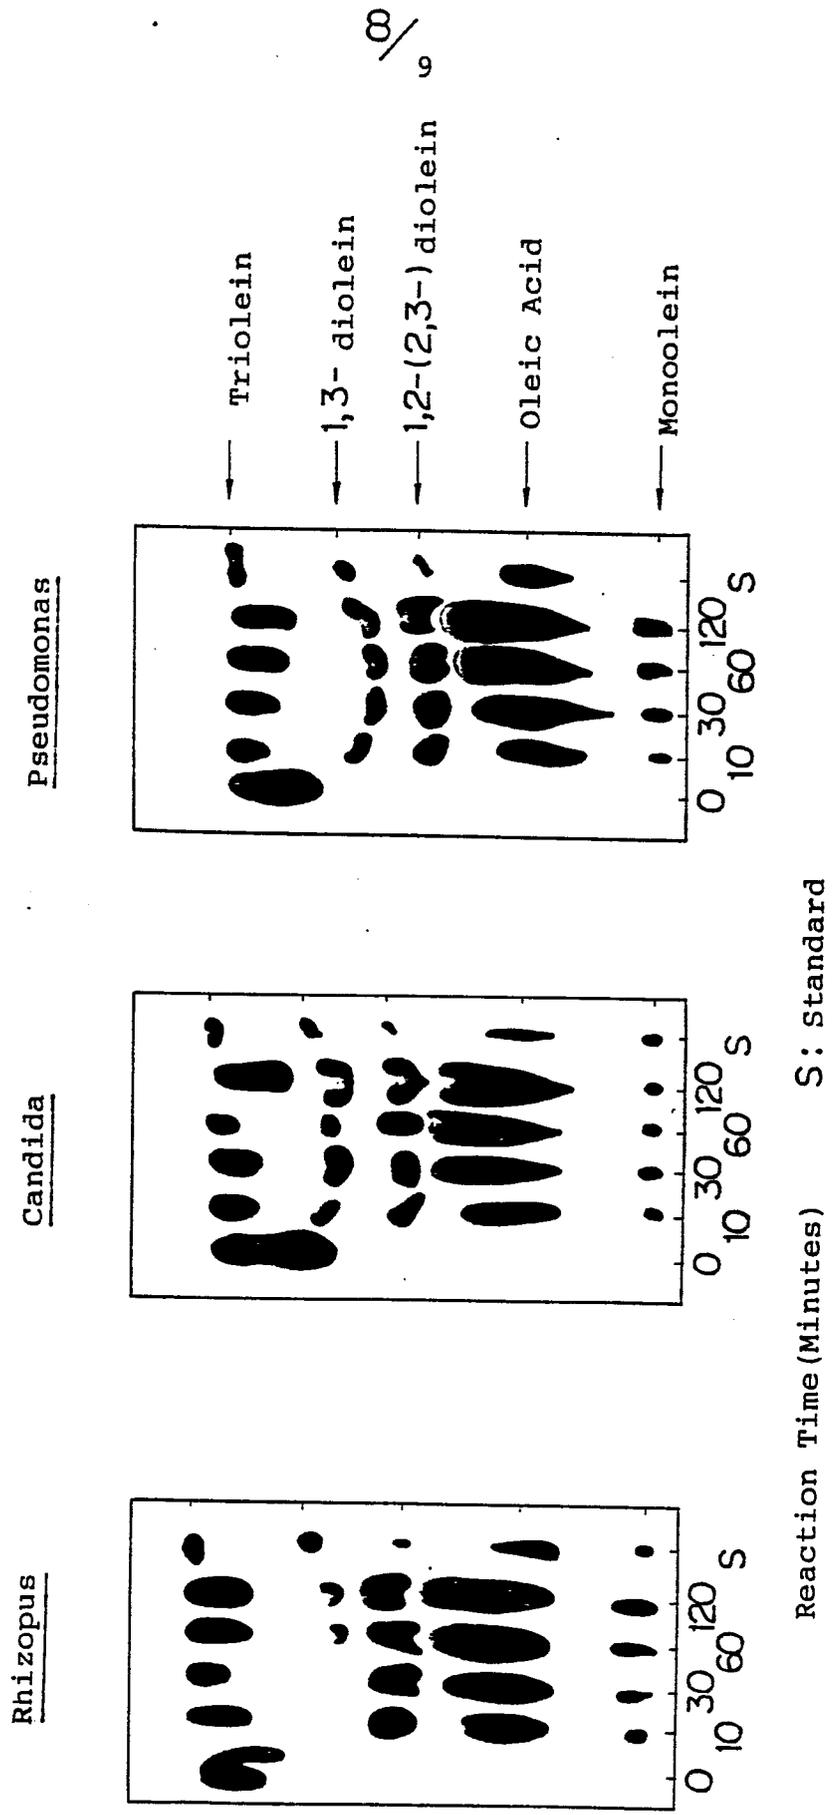 8/9
Rhizopus
Candida
Pseudomonas
Triolein
1,3- diolein
1,2-(2,3-) diolein
Oleic Acid
Monoolein
0 10 30 60 120 S
0 10 30 60 120 S
0 10 30 60 120 S
Reaction Time(Minutes) S: Standard